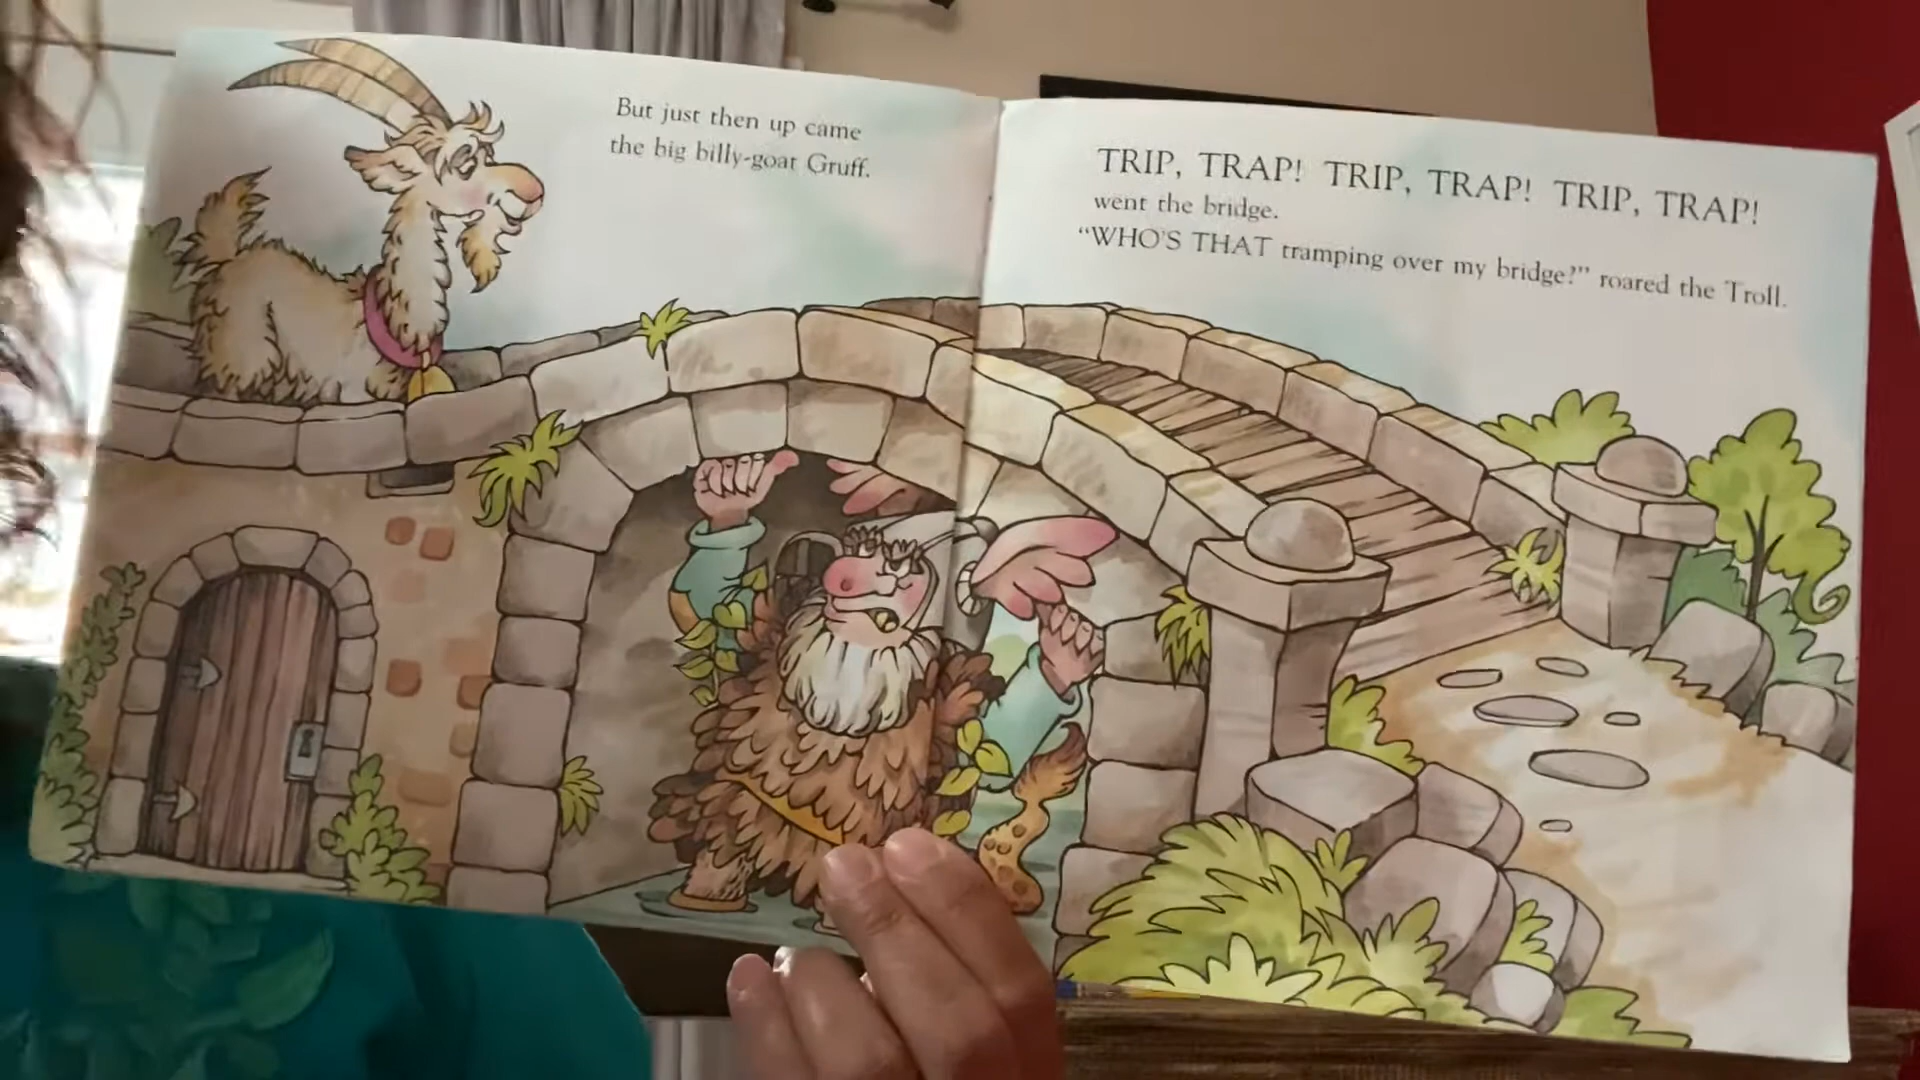 But just then up came
the big billy-goat Gruff.
TRIP, TRAP! TRIP, TRAP! TRIP, TRAP!
went the bridge.
“WHO’S THAT tramping over my bridge?” roared the Troll.